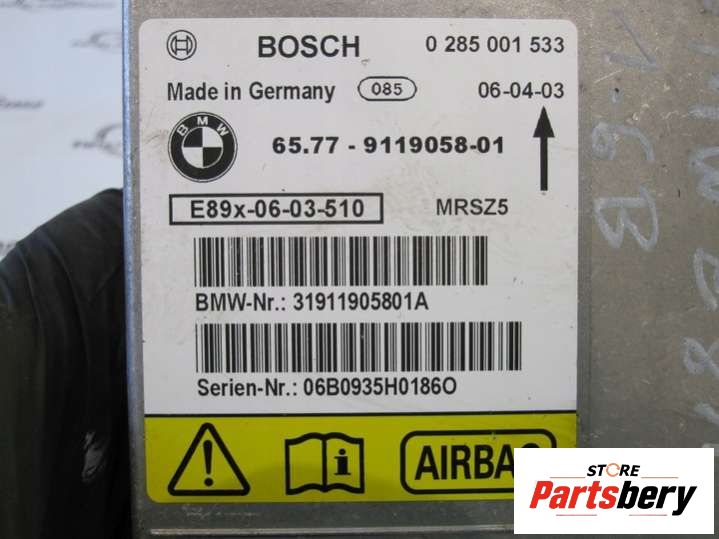 BOSCH 0 285 001 533
Made in Germany 085 06-04-03
BMW
65.77 - 9119058-01
E89x-06-03-510 MRSZ5
BMW-Nr.: 31911905801A
Serien-Nr.: 06B0935H0186O
i
STORE
Partsbery